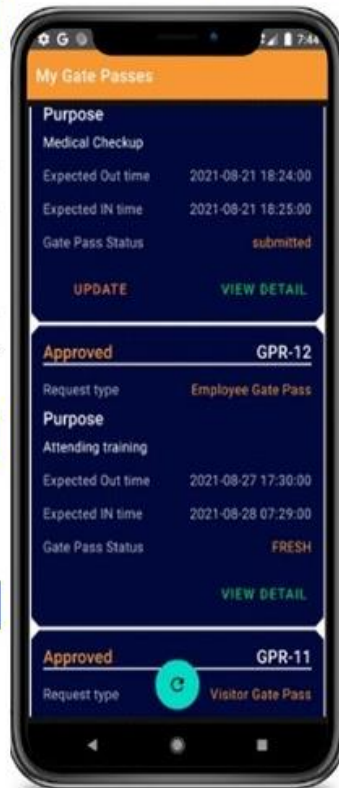 7:44
My Gate Passes
Purpose
Medical Checkup
Expected Out time 2021-08-21 18:24:00
Expected IN time 2021-08-21 18:25:00
Gate Pass Status submitted
UPDATE VIEW DETAIL
Approved GPR-12
Request type Employee Gate Pass
Purpose
Attending training
Expected Out time 2021-08-27 17:30:00
Expected IN time 2021-08-28 07:29:00
Gate Pass Status FRESH
VIEW DETAIL
Approved GPR-11
Request type Visitor Gate Pass